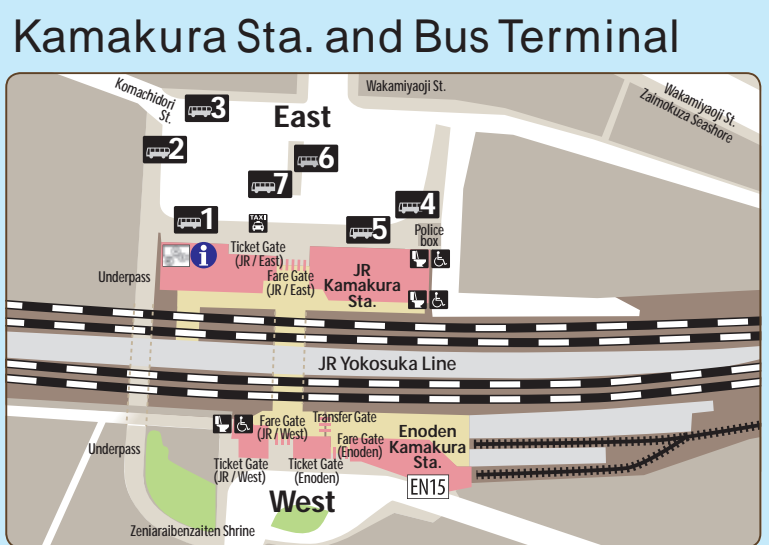 Kamakura Sta. and Bus Terminal
Komachidori
St.
Wakamiyaoji St.
Wakamiyaoji St.
Zaimokuza Seashore
3
East
2
6
7
4
1
TAXI
5
Police
box
i
Ticket Gate
(JR / East)
Fare Gate
(JR / East)
JR
Kamakura
Sta.
Underpass
JR Yokosuka Line
Fare Gate
(JR / West)
Transfer Gate
Fare Gate
(Enoden)
Enoden
Kamakura
Sta.
Underpass
Ticket Gate
(JR / West)
Ticket Gate
(Enoden)
EN15
West
Zeniaraibenzaiten Shrine